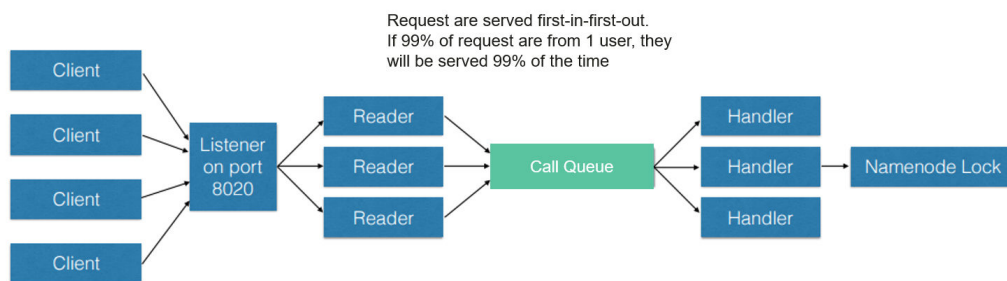 Request are served first-in-first-out.
If 99% of request are from 1 user, they
will be served 99% of the time
Client
Client
Client
Client
Listener
on port
8020
Reader
Reader
Reader
Call Queue
Handler
Handler
Handler
Namenode Lock